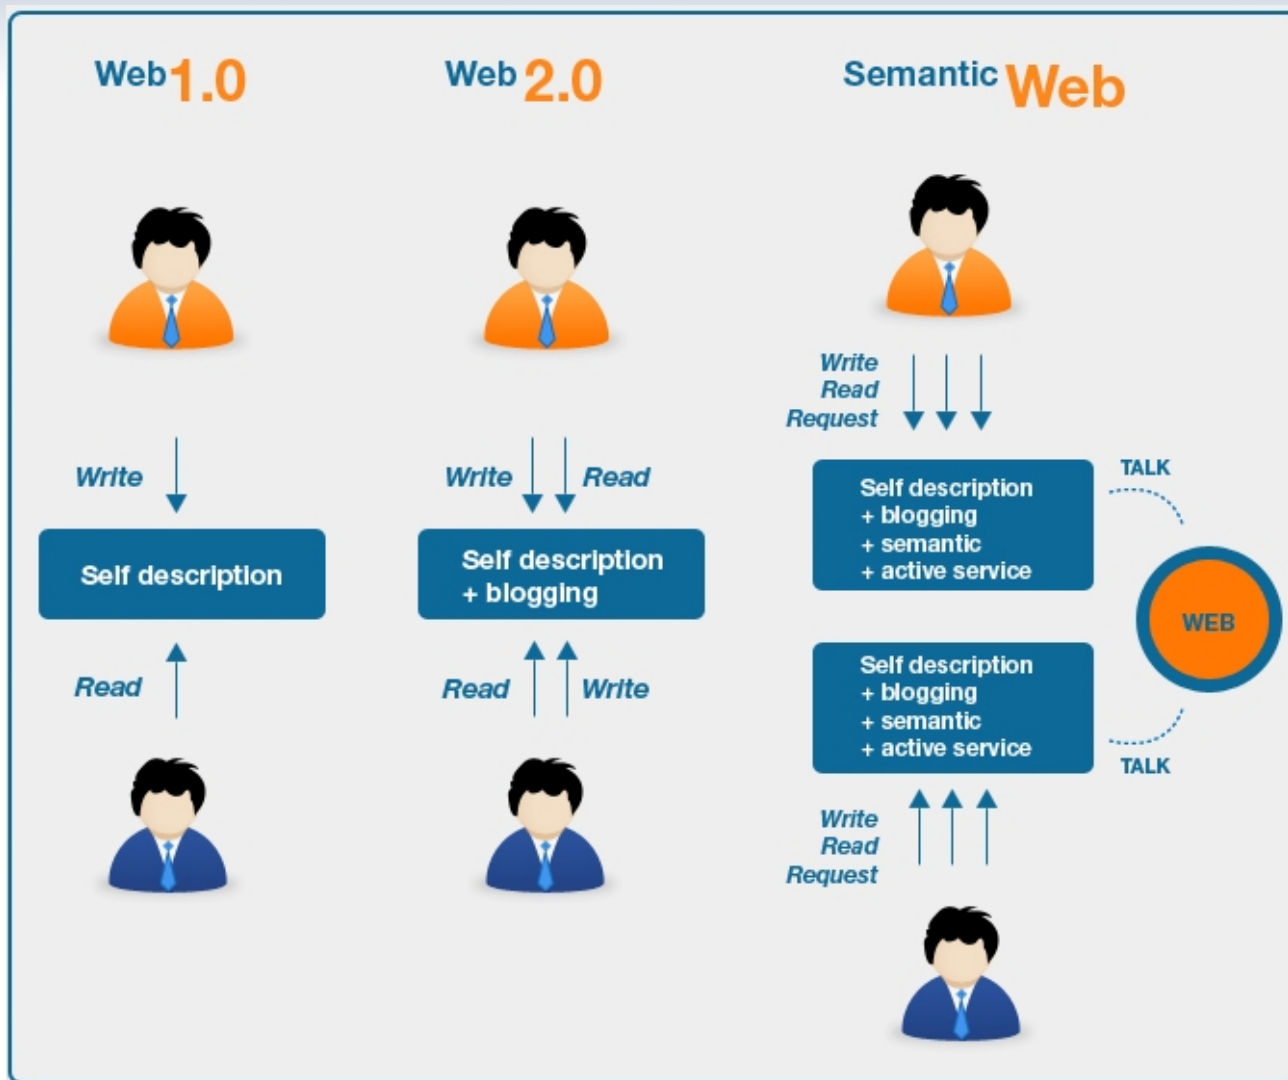 Web 1.0
Web 2.0
Semantic Web
Write
Self description
Read
Write
Read
Self description
+ blogging
Read
Write
Write
Read
Request
Self description
+ blogging
+ semantic
+ active service
TALK
WEB
Self description
+ blogging
+ semantic
+ active service
TALK
Write
Read
Request